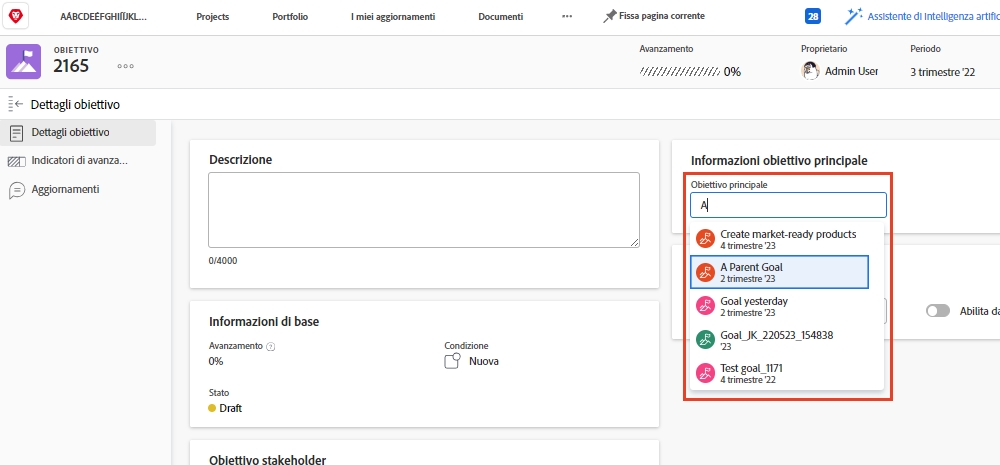 AÁBCDEÉFGHIÍJKL...
Projects
Portfolio
I miei aggiornamenti
Documenti
Fissa pagina corrente
28
Assistente di intelligenza artific
OBIETTIVO
2165
Avanzamento
0%
Proprietario
Admin User
Periodo
3 trimestre '22
Dettagli obiettivo
Dettagli obiettivo
Indicatori di avanza...
Aggiornamenti
Descrizione
0/4000
Informazioni di base
Avanzamento
0%
Condizione
Nuova
Stato
Draft
Obiettivo stakeholder
Informazioni obiettivo principale
Obiettivo principale
A
Create market-ready products
4 trimestre '23
A Parent Goal
2 trimestre '23
Goal yesterday
2 trimestre '23
Goal_JK_220523_154838
'23
Test goal_1171
4 trimestre '22
Abilita da